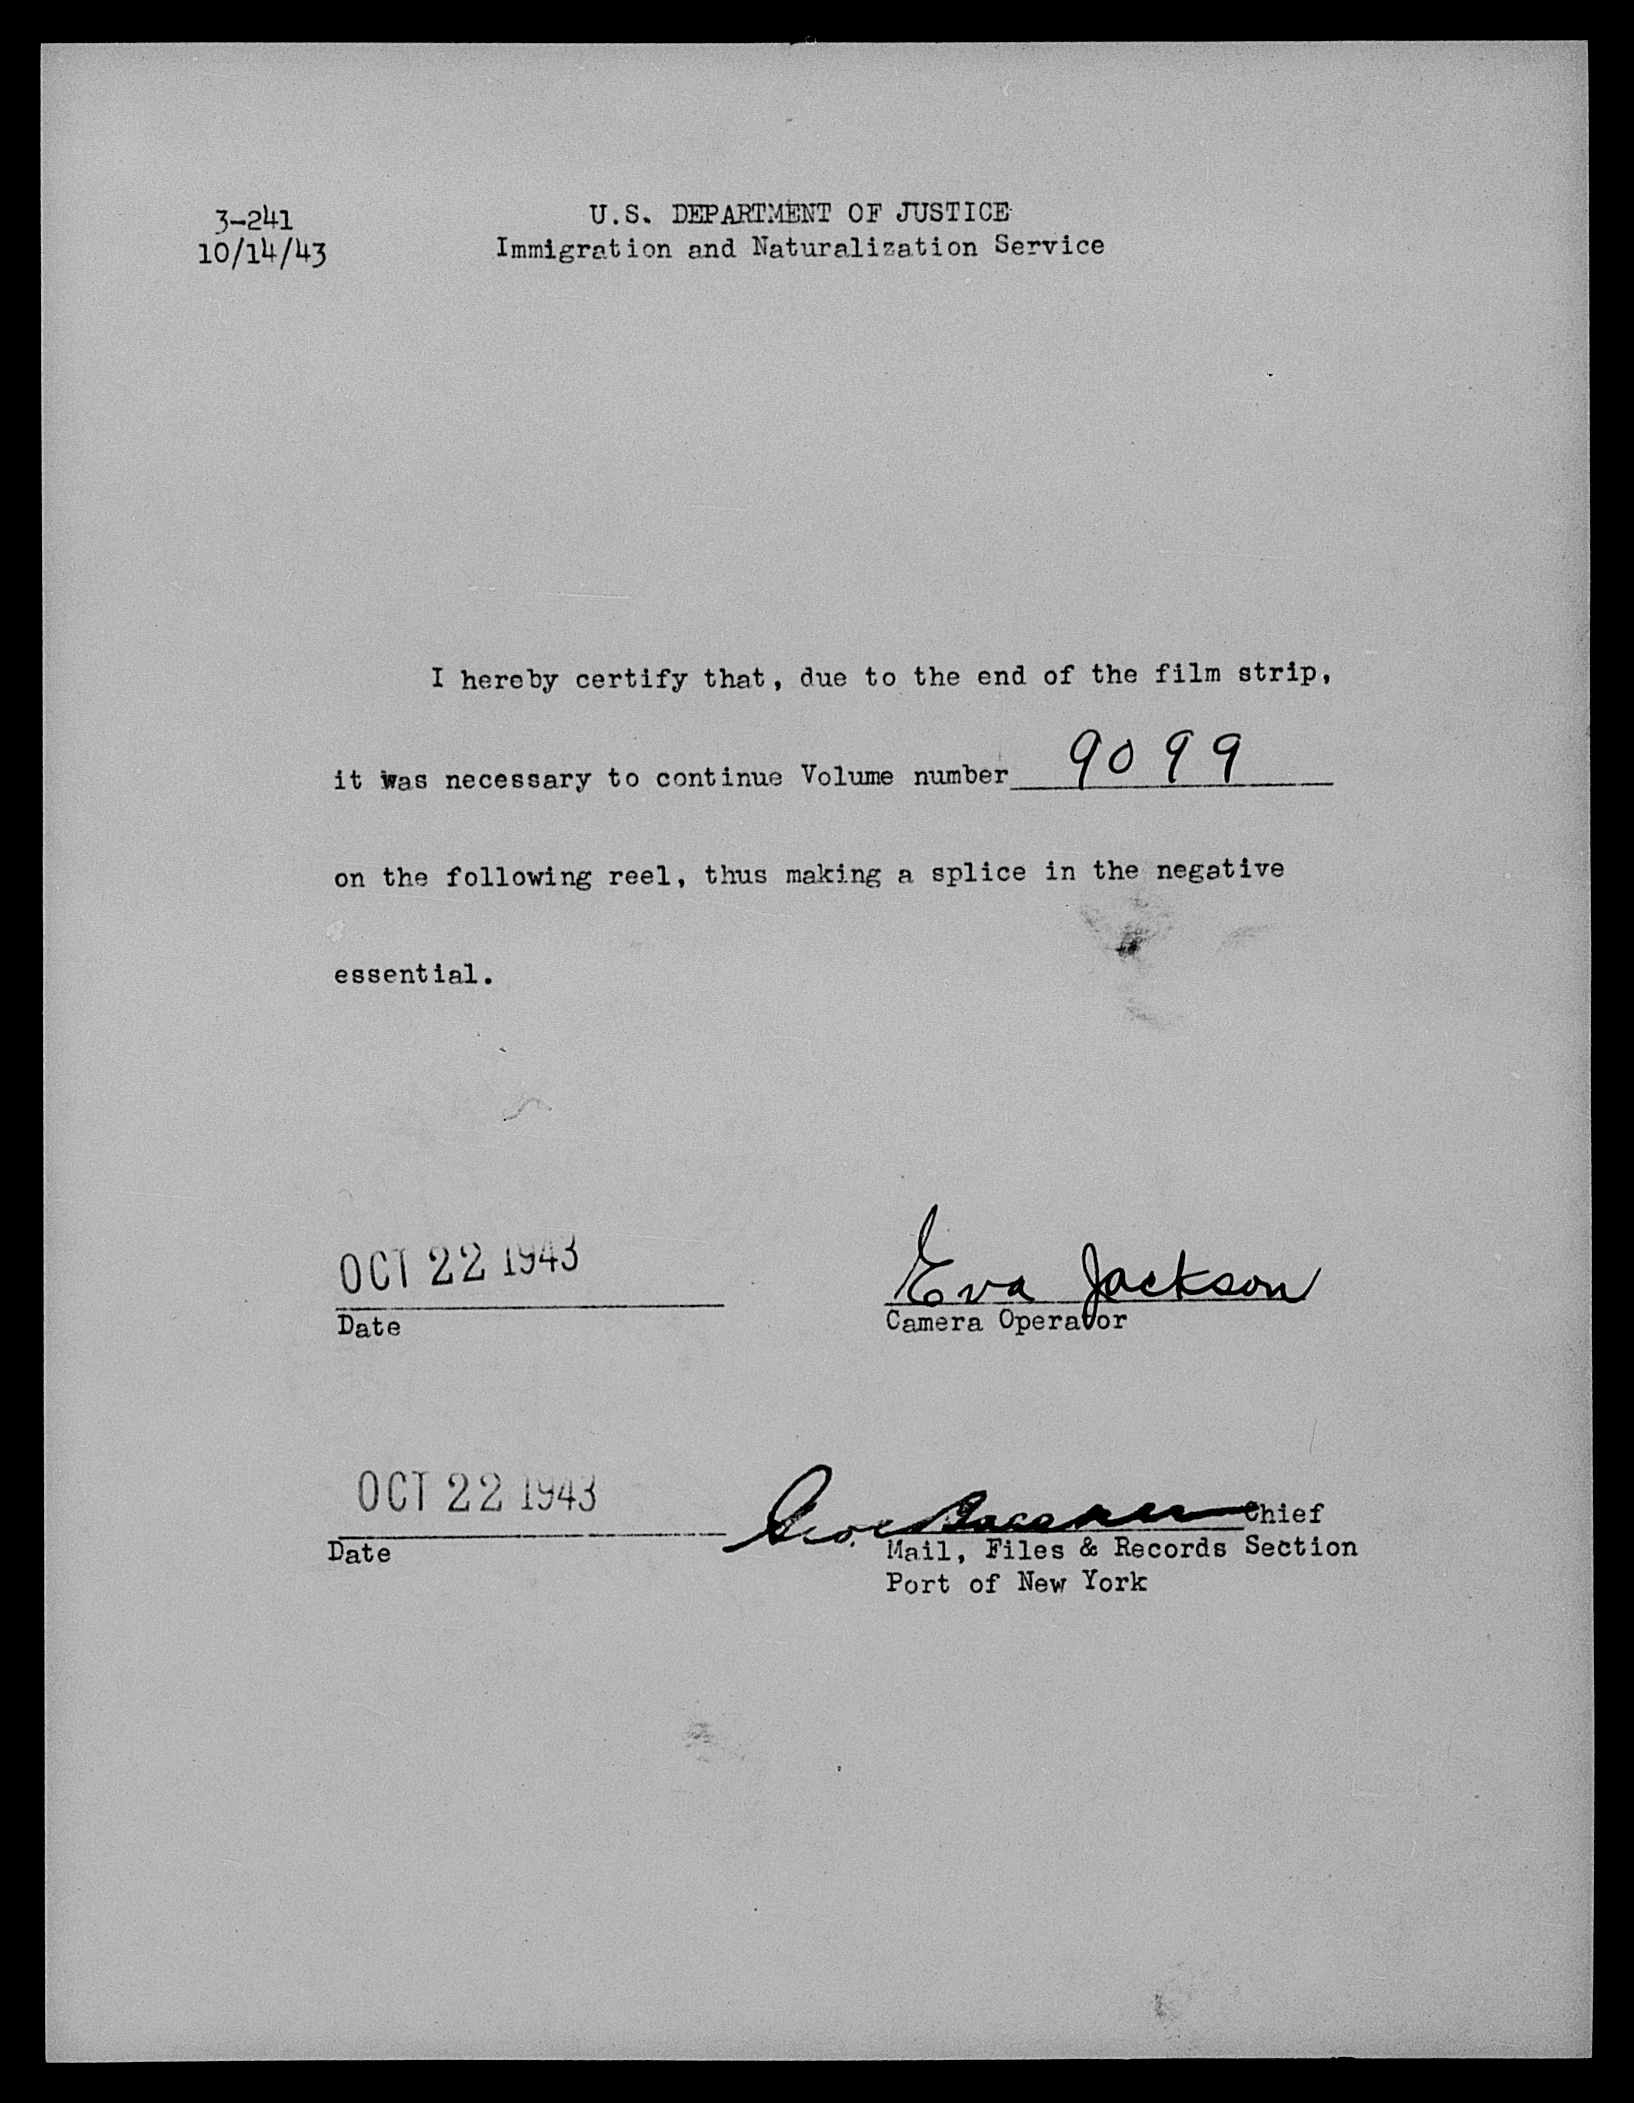 3-241
10/14/43
U.S. DEPARTMENT OF JUSTICE
Immigration and Naturalization Service
I hereby certify that, due to the end of the film strip,
it was necessary to continue Volume number 9099
on the following reel, thus making a splice in the negative
essential.
OCT 22 1943
Date
Eva Jackson
Camera Operator
OCT 22 1943
Date
Geo. Chief
Mail, Files & Records Section
Port of New York